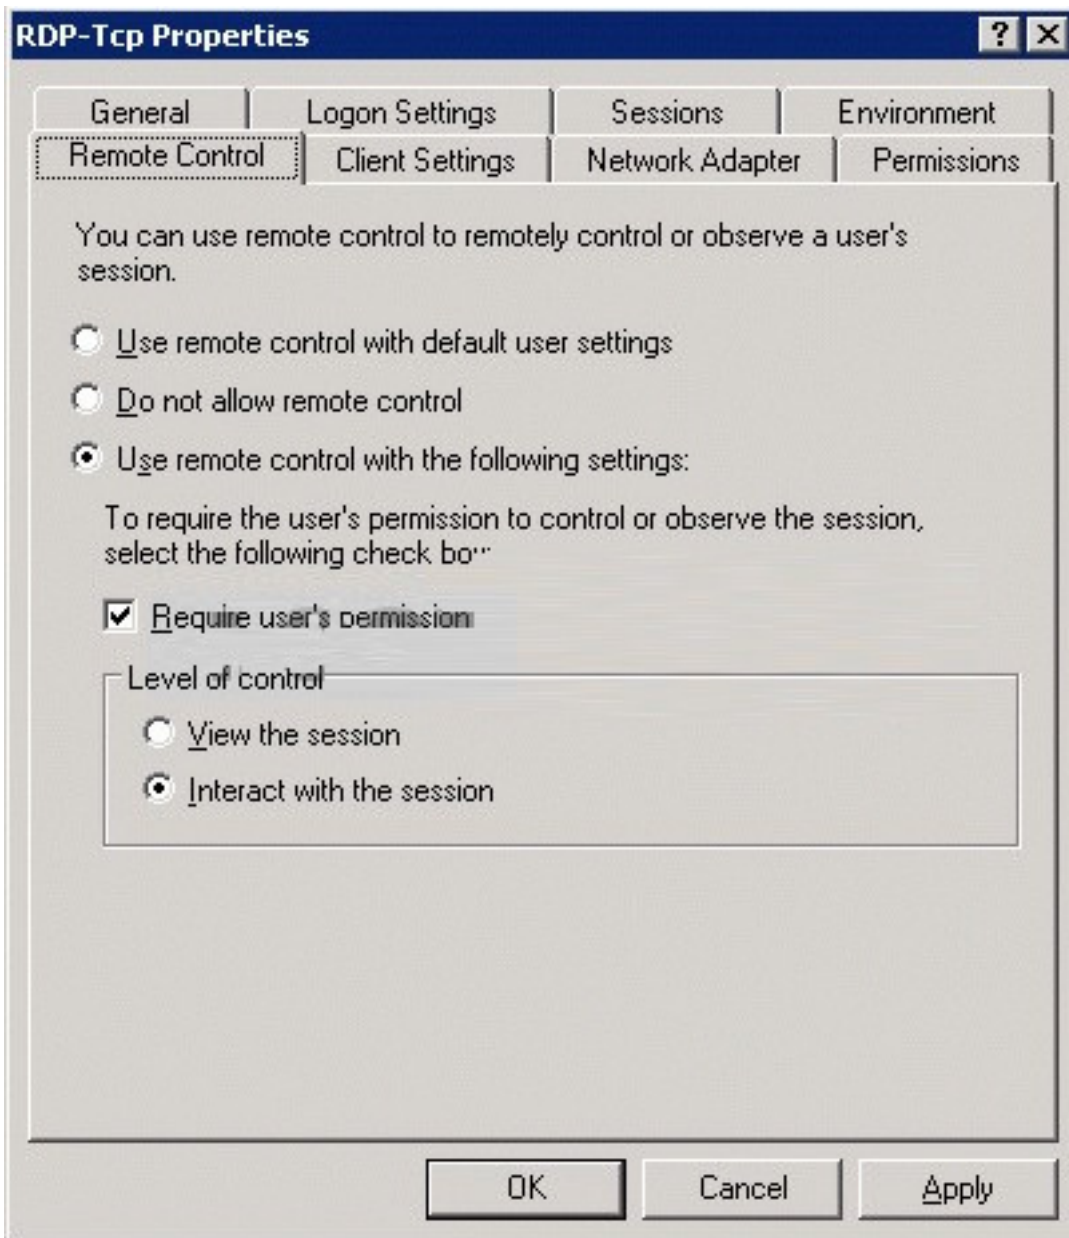 RDP-Tcp Properties
General Logon Settings Sessions Environment
Remote Control Client Settings Network Adapter Permissions
You can use remote control to remotely control or observe a user's
session.
Use remote control with default user settings
Do not allow remote control
Use remote control with the following settings:
To require the user's permission to control or observe the session,
select the following check
Require user's permission
Level of control
View the session
Interact with the session
OK Cancel Apply